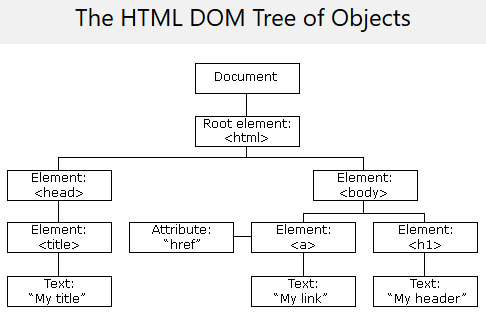 The HTML DOM Tree of Objects
Document
Root element:
<html>
Element:
<head>
Element:
<body>
Element:
<title>
Attribute:
“href”
Element:
<a>
Element:
<h1>
Text:
“My title”
Text:
“My link”
Text:
“My header”